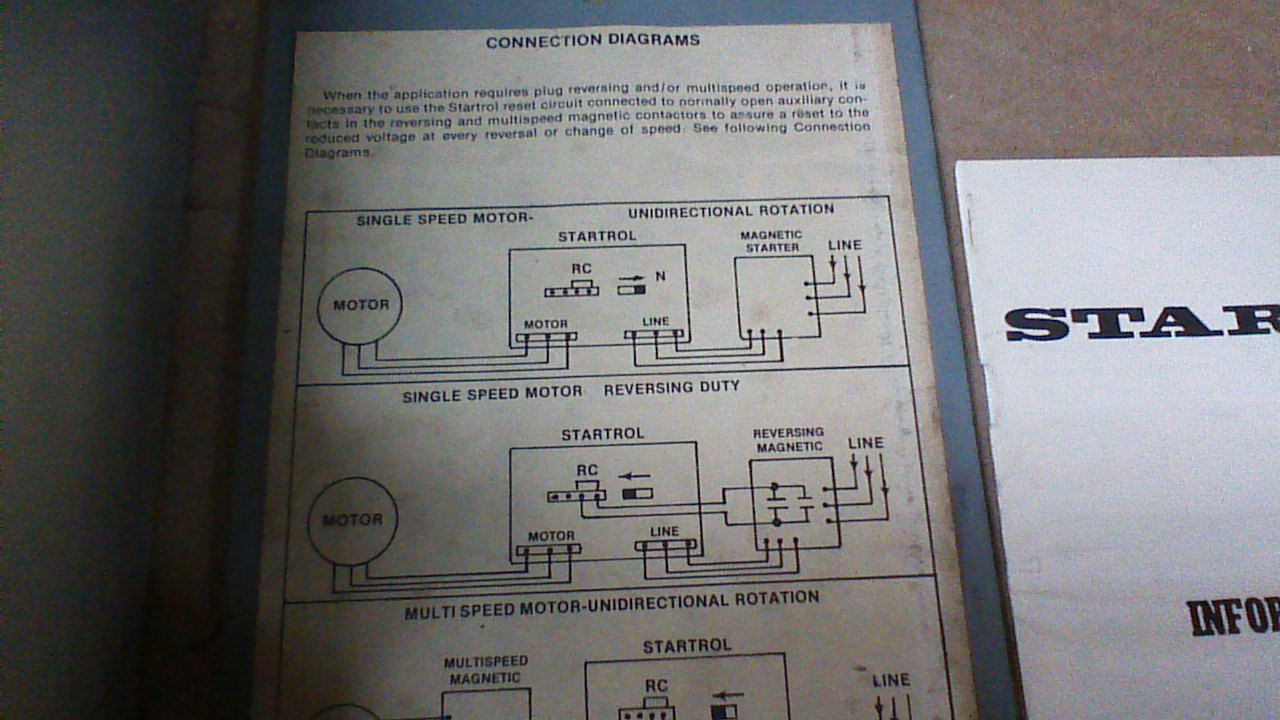 CONNECTION DIAGRAMS
When the application requires plug reversing and/or multispeed operation, it is
necessary to use the Startrol reset circuit connected to normally open auxiliary con-
tacts in the reversing and multispeed magnetic contactors to assure a reset to the
reduced voltage at every reversal or change of speed. See following Connection
Diagrams.
SINGLE SPEED MOTOR- UNIDIRECTIONAL ROTATION
STARTROL
MAGNETIC
STARTER
LINE
RC
N
MOTOR
MOTOR
LINE
SINGLE SPEED MOTOR REVERSING DUTY
STARTROL
REVERSING
MAGNETIC
LINE
RC
MOTOR
MOTOR
LINE
MULTI SPEED MOTOR-UNIDIRECTIONAL ROTATION
STARTROL
MULTISPEED
MAGNETIC
RC
LINE
STAR
INFOR